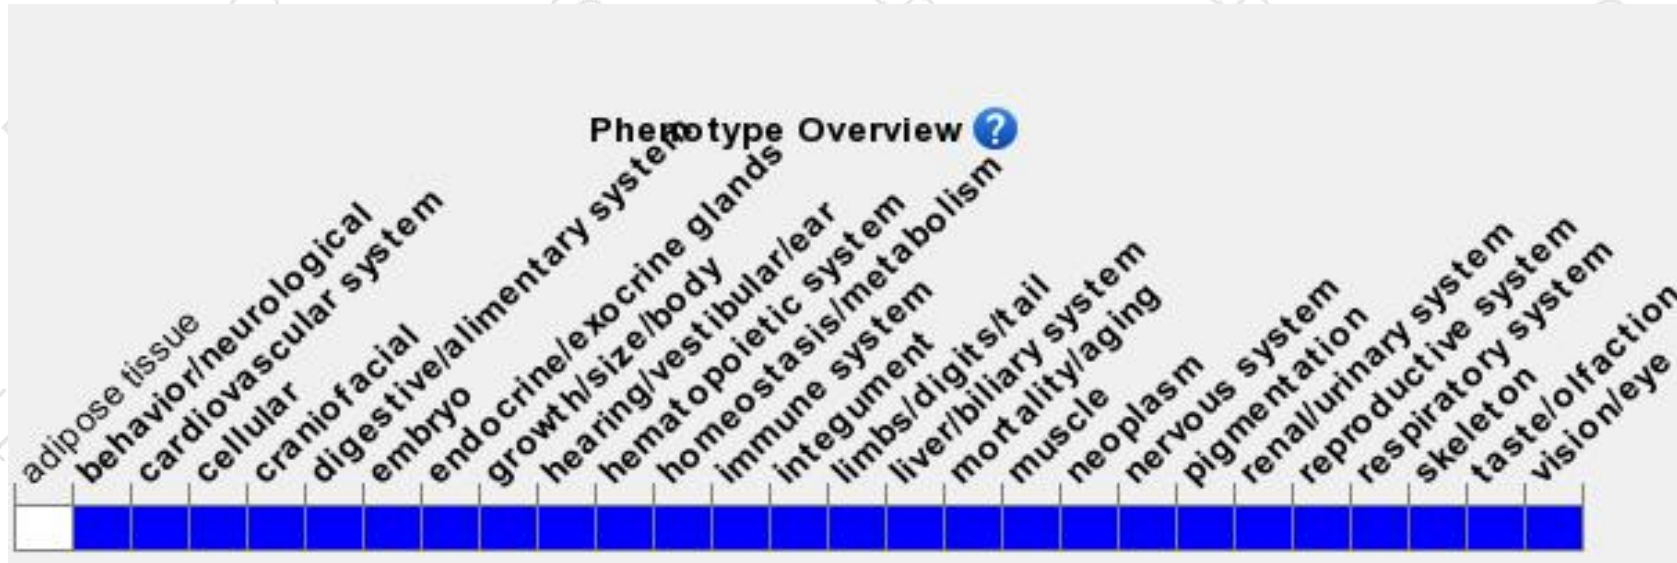 Phenotype Overview ?
adipose tissue
behavior/neurological
cardiovascular system
cellular
craniofacial
digestive/alimentary system
embryo
endocrine/exocrine glands
growth/size/body
hearing/vestibular/ear
hematopoietic system
homeostasis/metabolism
immune system
integument
limbs/digits/tail
liver/biliary system
mortality/aging
muscle
neoplasm
nervous system
pigmentation
renal/urinary system
reproductive system
respiratory system
skeleton
taste/olfaction
vision/eye